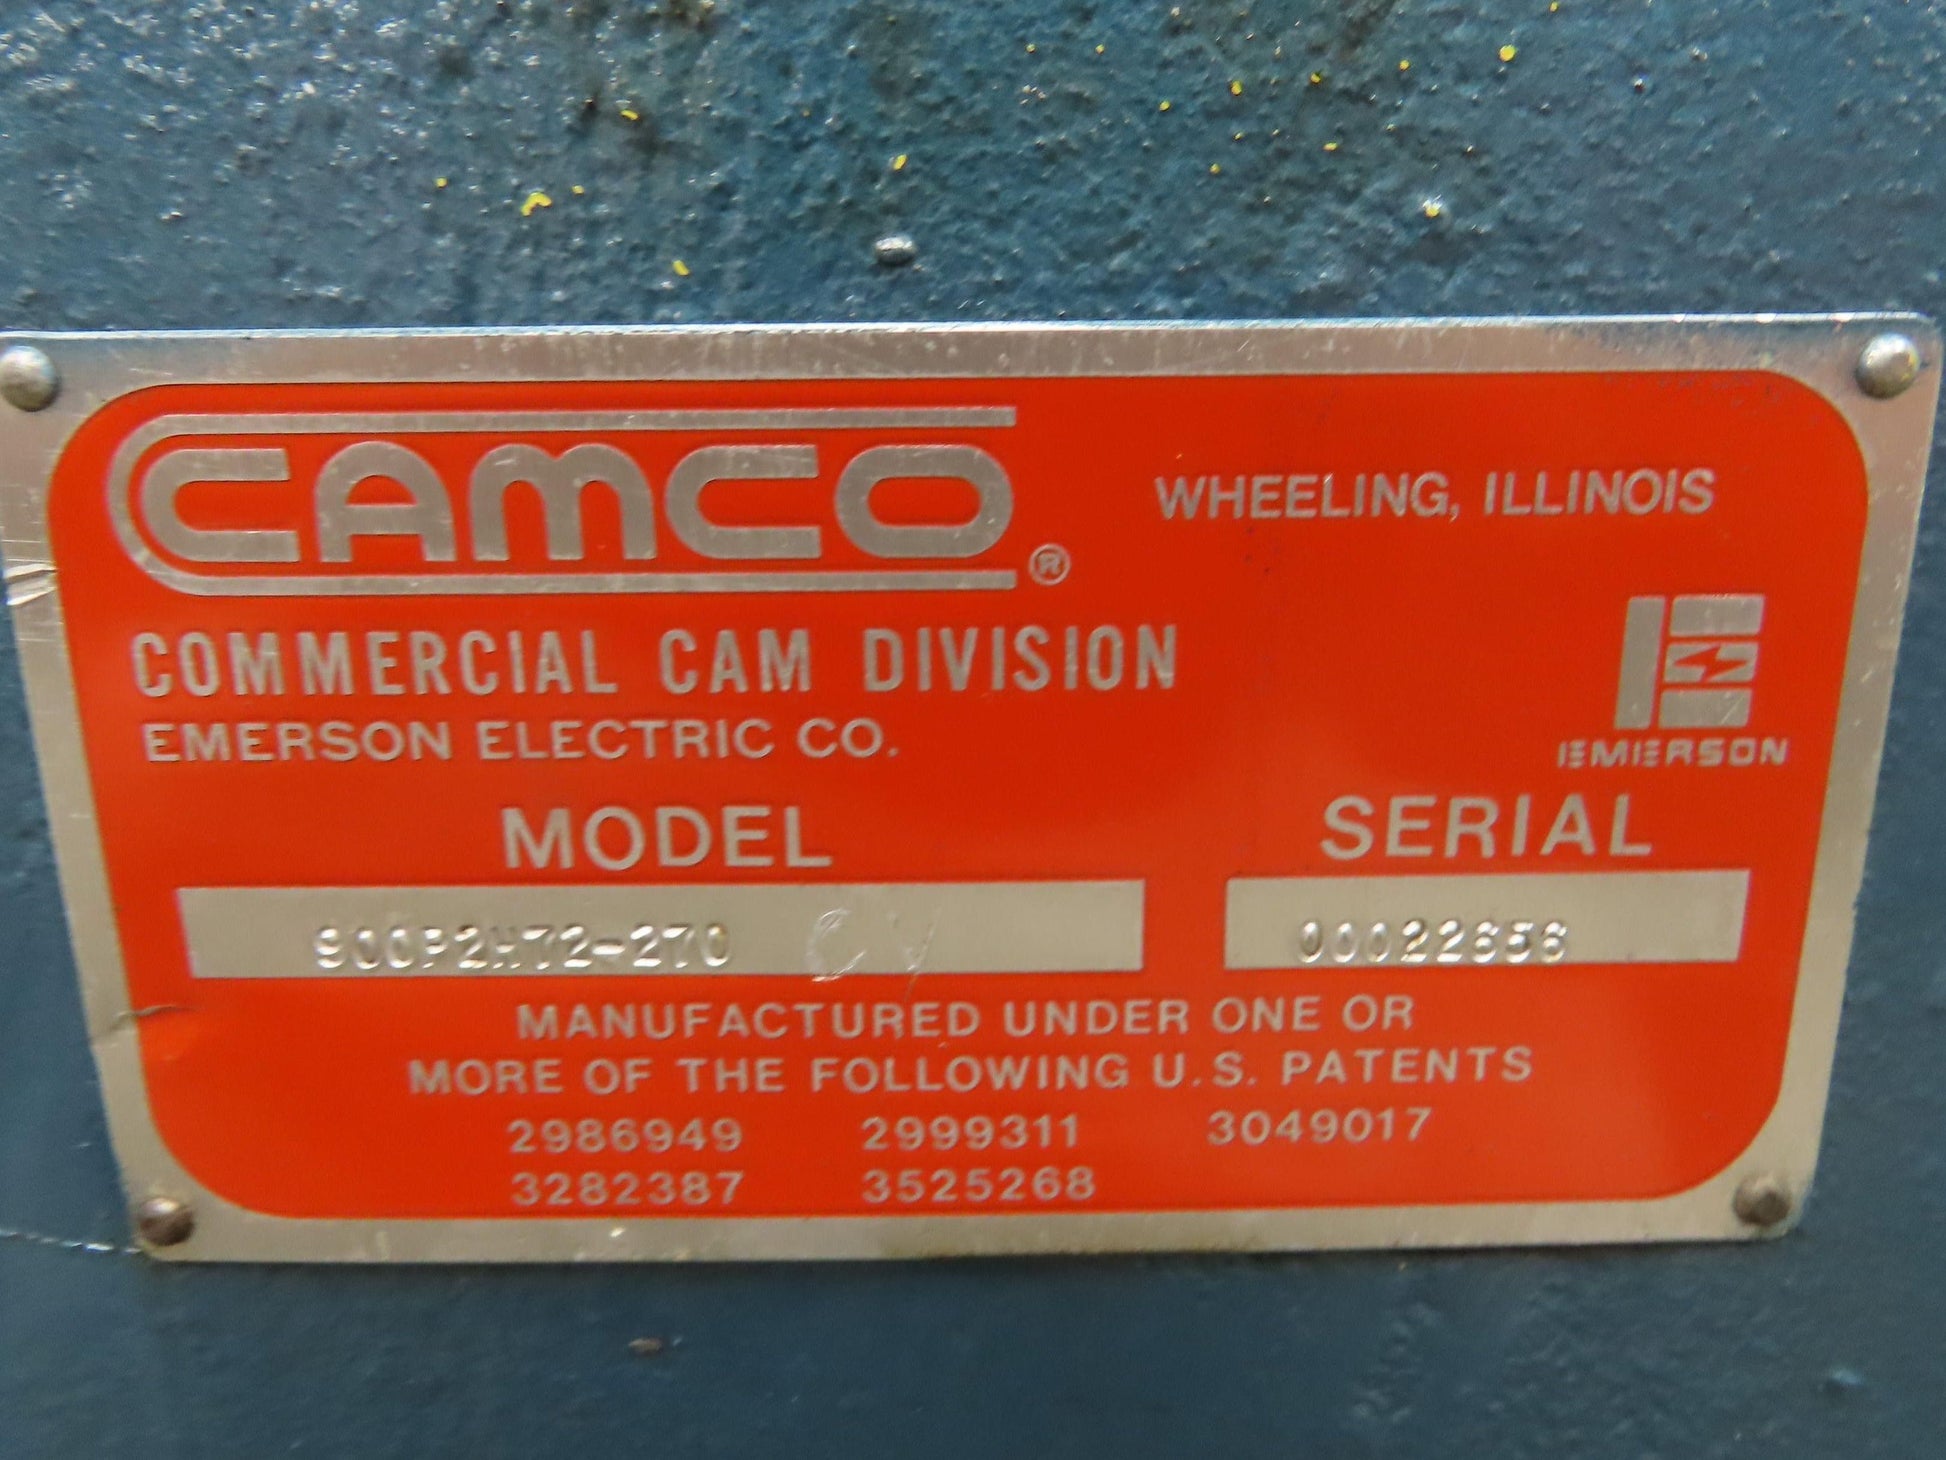 CAMCO®
WHEELING, ILLINOIS
COMMERCIAL CAM DIVISION
EMERSON ELECTRIC CO.
EMERSON
MODEL
SERIAL
900P2H72-270 CY
00022656
MANUFACTURED UNDER ONE OR
MORE OF THE FOLLOWING U.S. PATENTS
2986949 2999311 3049017
3282387 3525268